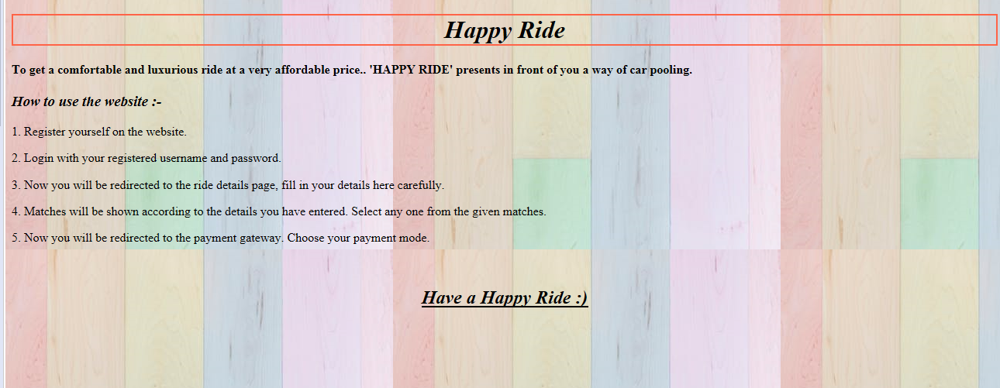 Happy Ride
To get a comfortable and luxurious ride at a very affordable price.. 'HAPPY RIDE' presents in front of you a way of car pooling.
How to use the website :-
1. Register yourself on the website.
2. Login with your registered username and password.
3. Now you will be redirected to the ride details page, fill in your details here carefully.
4. Matches will be shown according to the details you have entered. Select any one from the given matches.
5. Now you will be redirected to the payment gateway. Choose your payment mode.
Have a Happy Ride :)